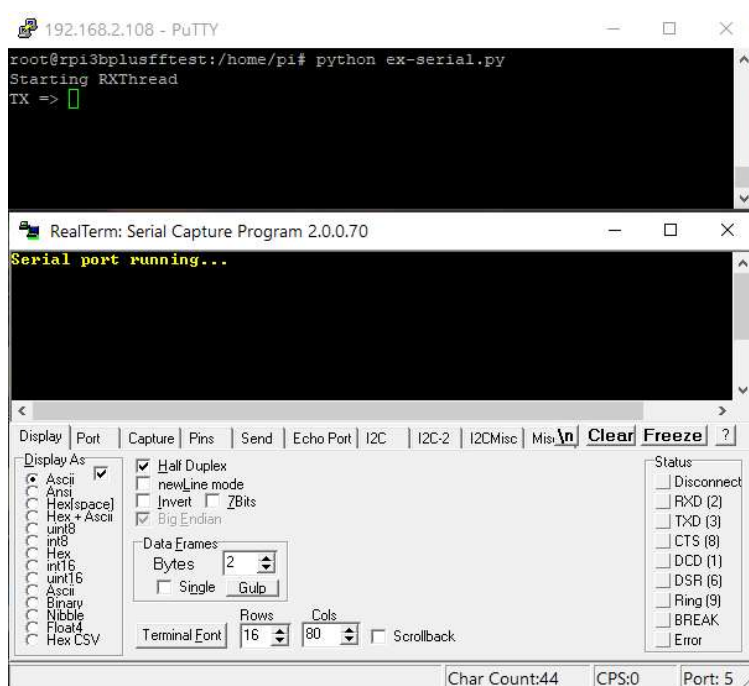 192.168.2.108 - PuTTY
root@rpi3bplusfftest:/home/pi# python ex-serial.py
Starting RXThread
TX =>
RealTerm: Serial Capture Program 2.0.0.70
Serial port running...
Display Port Capture Pins Send Echo Port I2C I2C-2 I2CMisc Misc \n Clear Freeze ?
Display As
Ascii
Ansi
Hex[space]
Hex + Ascii
uint8
int8
Hex
int16
uint16
Ascii
Binary
Nibble
Float4
Hex CSV
Half Duplex
newLine mode
Invert 7Bits
Big Endian
Data Frames
Bytes 2
Single Gulp
Rows Cols
Terminal Font 16 80 Scrollback
Status
Disconnect
RXD (2)
TXD (3)
CTS (8)
DCD (1)
DSR (6)
Ring (9)
BREAK
Error
Char Count:44 CPS:0 Port: 5